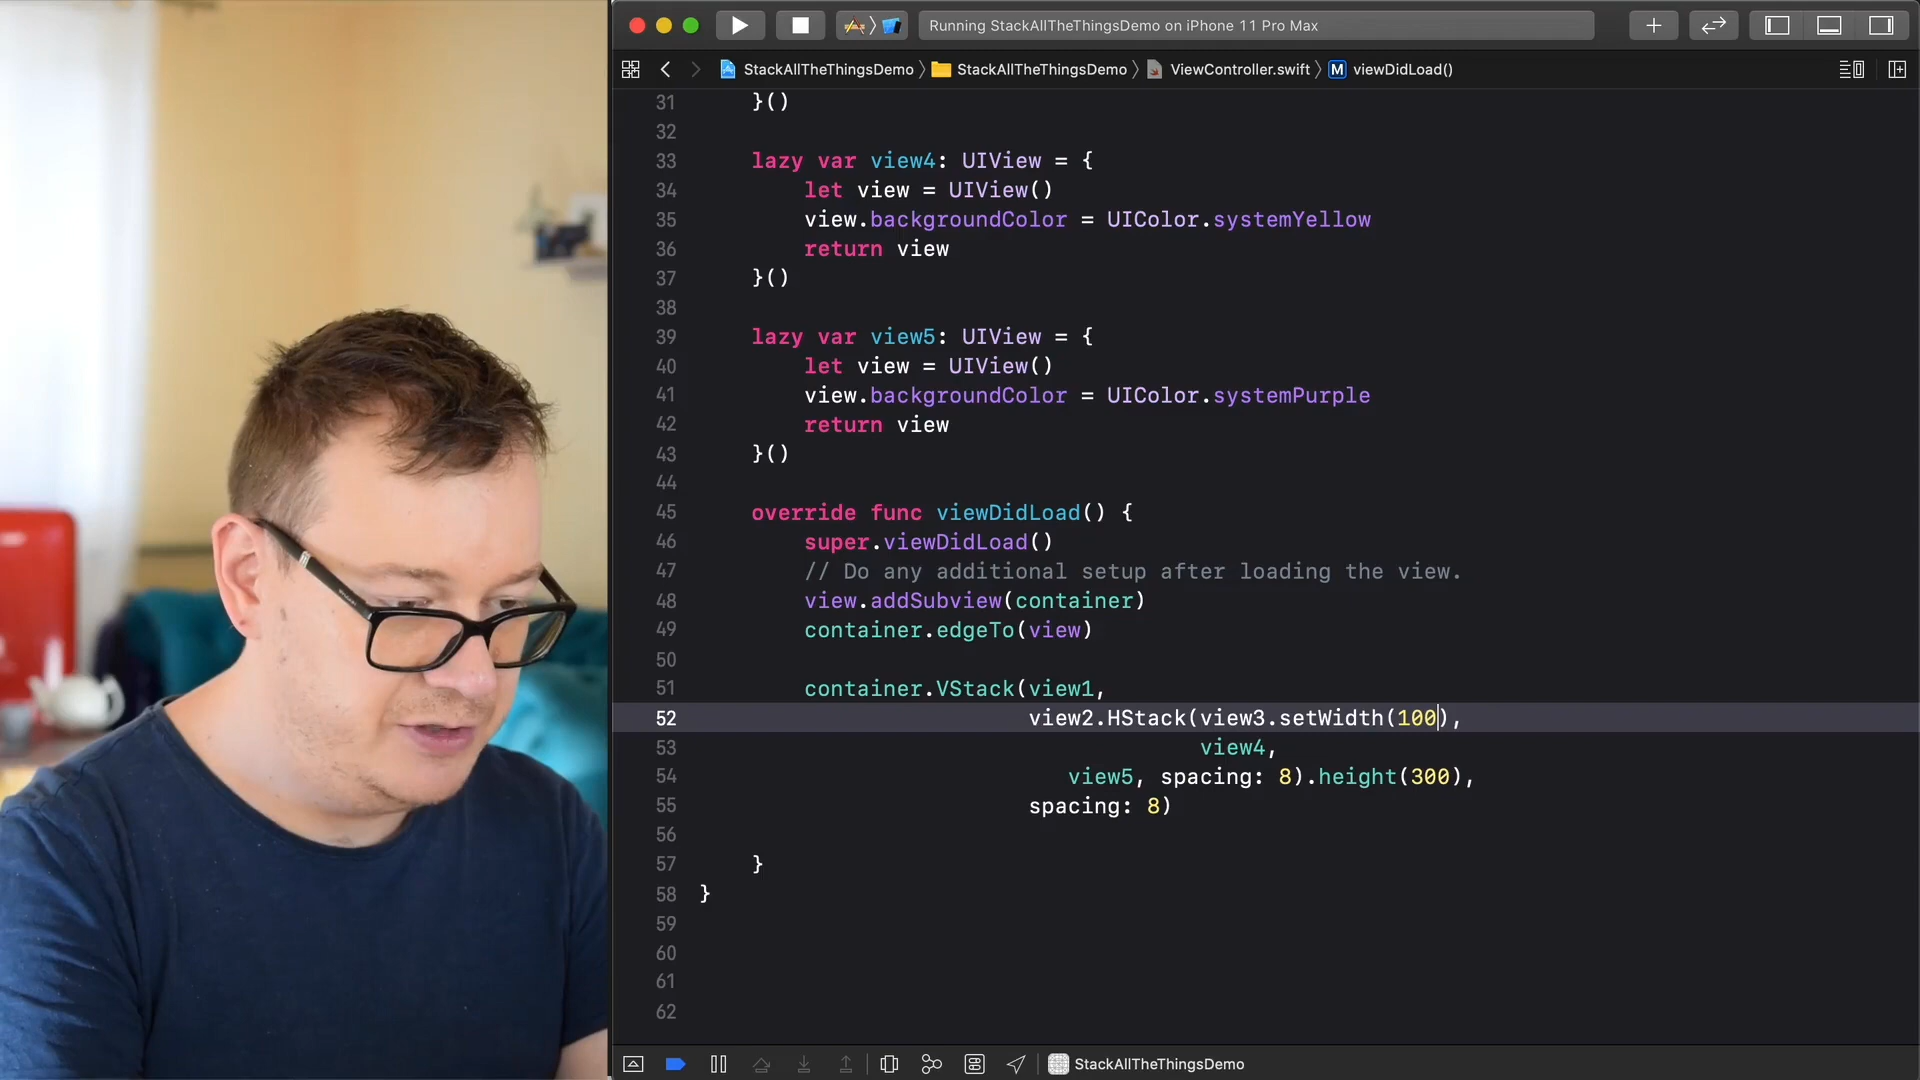 Running StackAllTheThingsDemo on iPhone 11 Pro Max
StackAllTheThingsDemo StackAllTheThingsDemo ViewController.swift M viewDidLoad()
31 }()
32
33 lazy var view4: UIView = {
34 let view = UIView()
35 view.backgroundColor = UIColor.systemYellow
36 return view
37 }()
38
39 lazy var view5: UIView = {
40 let view = UIView()
41 view.backgroundColor = UIColor.systemPurple
42 return view
43 }()
44
45 override func viewDidLoad() {
46 super.viewDidLoad()
47 // Do any additional setup after loading the view.
48 view.addSubview(container)
49 container.edgeTo(view)
50
51 container.VStack(view1,
52 view2.HStack(view3.setWidth(100),
53 view4,
54 view5, spacing: 8).height(300),
55 spacing: 8)
56
57 }
58 }
59
60
61
62
StackAllTheThingsDemo